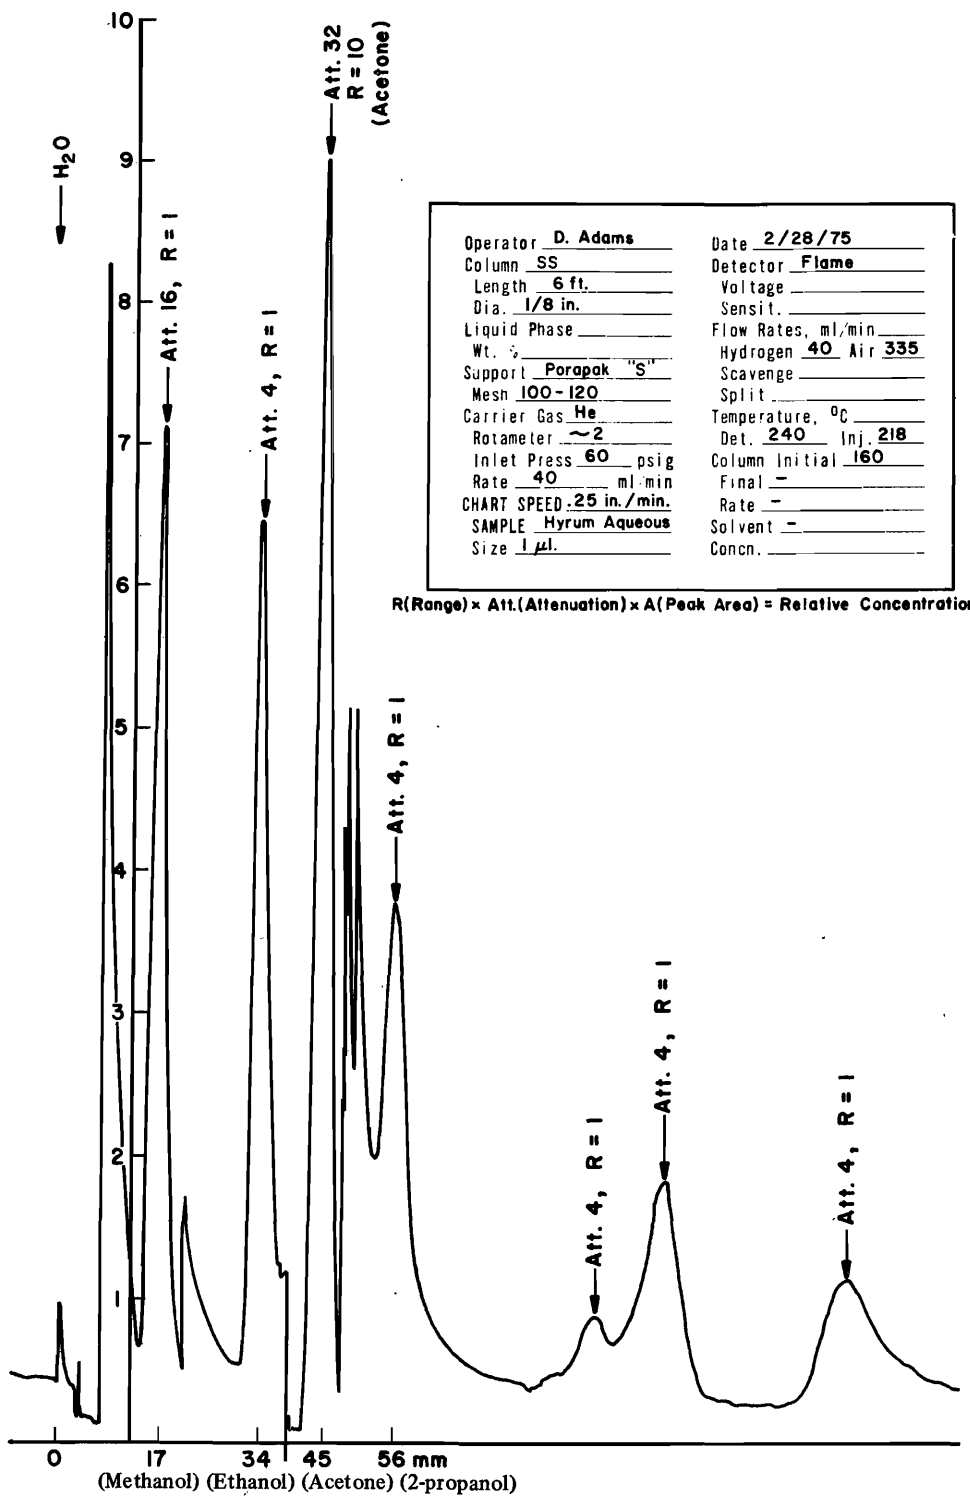 10
9
8
7
6
5
4
3
2
1
H₂O
Att. 16, R = 1
Att. 4, R = 1
Att. 32
R = 10
(Acetone)
Att. 4, R = 1
Att. 4, R = 1
Att. 4, R = 1
Att. 4, R = 1
Operator D. Adams
Column SS
Length 6 ft.
Dia. 1/8 in.
Liquid Phase
Wt. %
Support Porapak "S"
Mesh 100-120
Carrier Gas He
Rotameter ~2
Inlet Press 60 psig
Rate 40 ml/min
CHART SPEED .25 in./min.
SAMPLE Hyrum Aqueous
Size 1 µl.
Date 2/28/75
Detector Flame
Voltage
Sensit.
Flow Rates, ml/min
Hydrogen 40 Air 335
Scavenge
Split
Temperature, °C
Det. 240 Inj. 218
Column Initial 160
Final -
Rate -
Solvent -
Concn.
R(Range) × Att.(Attenuation) × A(Peak Area) = Relative Concentratio
0 17 34 45 56 mm
(Methanol) (Ethanol) (Acetone) (2-propanol)